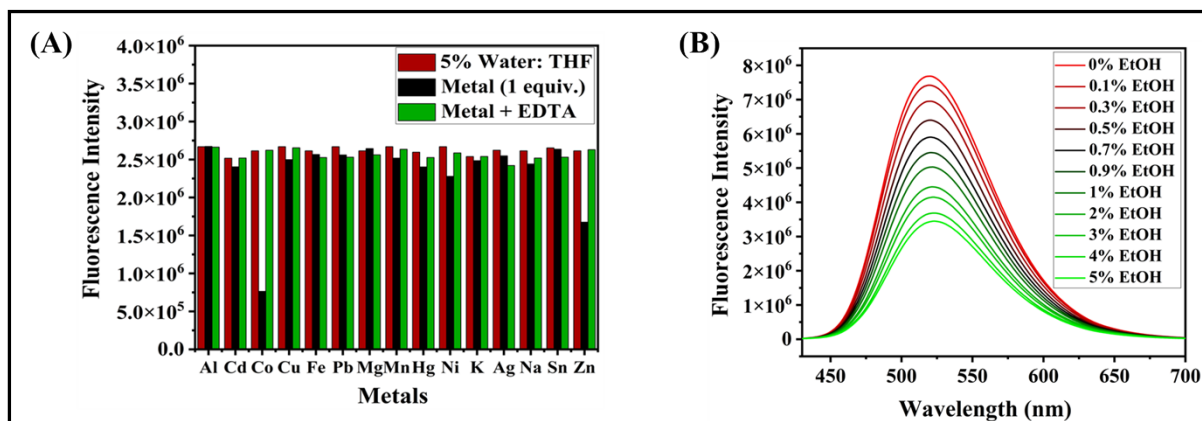 (A)
Fluorescence Intensity
4.0×10⁶
3.5×10⁶
3.0×10⁶
2.5×10⁶
2.0×10⁶
1.5×10⁶
1.0×10⁶
5.0×10⁵
0.0
5% Water: THF
Metal (1 equiv.)
Metal + EDTA
Al Cd Co Cu Fe Pb Mg Mn Hg Ni K Ag Na Sn Zn
Metals
(B)
Fluorescence Intensity
8×10⁶
7×10⁶
6×10⁶
5×10⁶
4×10⁶
3×10⁶
2×10⁶
1×10⁶
0
0% EtOH
0.1% EtOH
0.3% EtOH
0.5% EtOH
0.7% EtOH
0.9% EtOH
1% EtOH
2% EtOH
3% EtOH
4% EtOH
5% EtOH
450 500 550 600 650 700
Wavelength (nm)